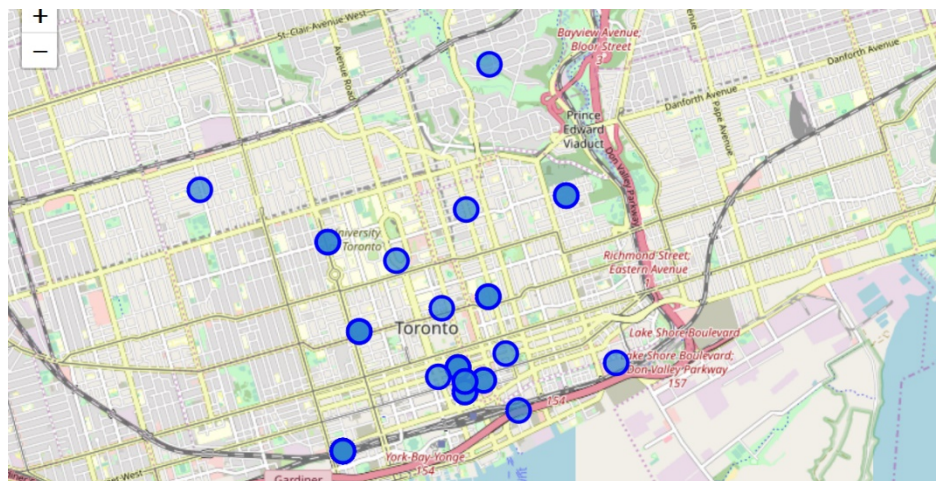 +
−
St-Clair Avenue West
Avenue Road
Bayview Avenue;
Bloor Street
3
Danforth Avenue
Danforth Avenue
Pape Avenue
Prince
Edward
Viaduct
Don Valley Parkway
University
Toronto
Richmond Street;
Eastern Avenue
1
Toronto
Lake Shore Boulevard
Lake Shore Boulevard;
Don Valley Parkway
157
154
York-Bay-Yonge
154
Gardiner
West